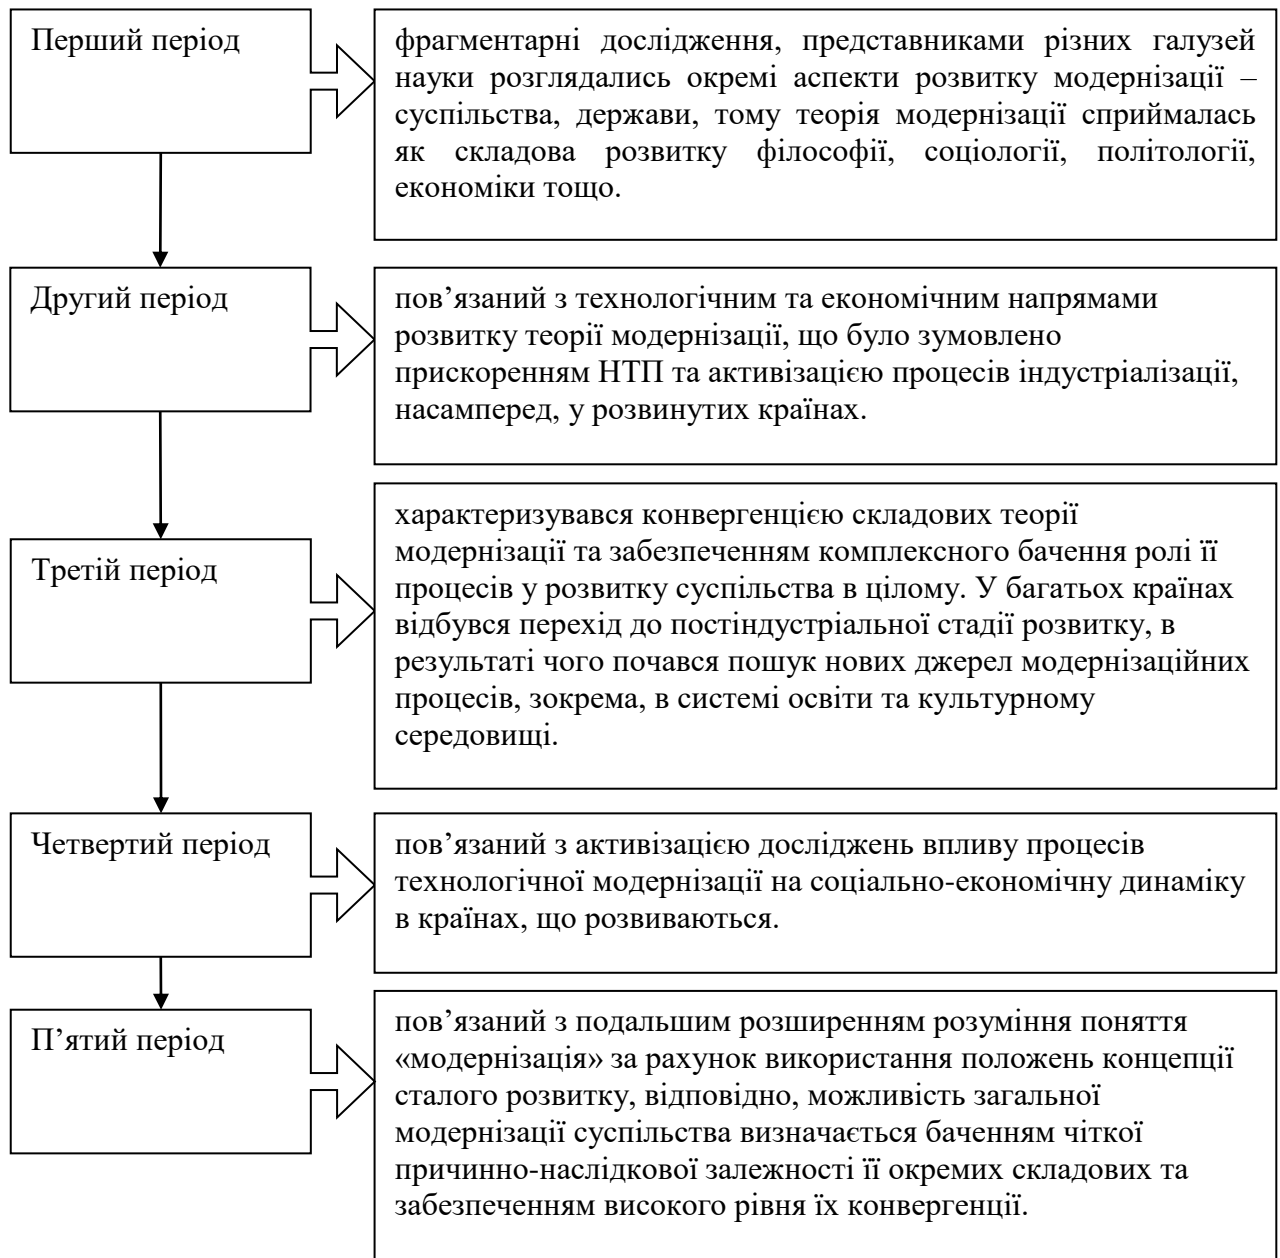 Перший період
фрагментарні дослідження, представниками різних галузей
науки розглядались окремі аспекти розвитку модернізації –
суспільства, держави, тому теорія модернізації сприймалась
як складова розвитку філософії, соціології, політології,
економіки тощо.
Другий період
пов’язаний з технологічним та економічним напрямами
розвитку теорії модернізації, що було зумовлено
прискоренням НТП та активізацією процесів індустріалізації,
насамперед, у розвинутих країнах.
Третій період
характеризувався конвергенцією складових теорії
модернізації та забезпеченням комплексного бачення ролі її
процесів у розвитку суспільства в цілому. У багатьох країнах
відбувся перехід до постіндустріальної стадії розвитку, в
результаті чого почався пошук нових джерел модернізаційних
процесів, зокрема, в системі освіти та культурному
середовищі.
Четвертий період
пов’язаний з активізацією досліджень впливу процесів
технологічної модернізації на соціально-економічну динаміку
в країнах, що розвиваються.
П’ятий період
пов’язаний з подальшим розширенням розуміння поняття
«модернізація» за рахунок використання положень концепції
сталого розвитку, відповідно, можливість загальної
модернізації суспільства визначається баченням чіткої
причинно-наслідкової залежності її окремих складових та
забезпеченням високого рівня їх конвергенції.